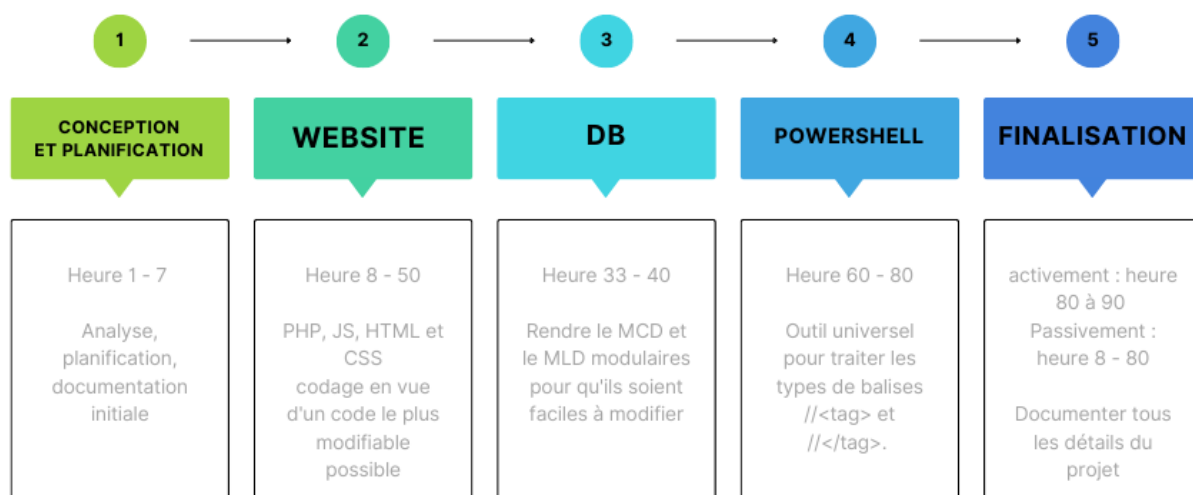 1
2
3
4
5
CONCEPTION
ET PLANIFICATION
WEBSITE
DB
POWERSHELL
FINALISATION
Heure 1 - 7
Analyse,
planification,
documentation
initiale
Heure 8 - 50
PHP, JS, HTML et
CSS
codage en vue
d'un code le plus
modifiable
possible
Heure 33 - 40
Rendre le MCD et
le MLD modulaires
pour qu'ils soient
faciles à modifier
Heure 60 - 80
Outil universel
pour traiter les
types de balises
//<tag> et
//</tag>.
activement : heure
80 à 90
Passivement :
heure 8 - 80
Documenter tous
les détails du
projet